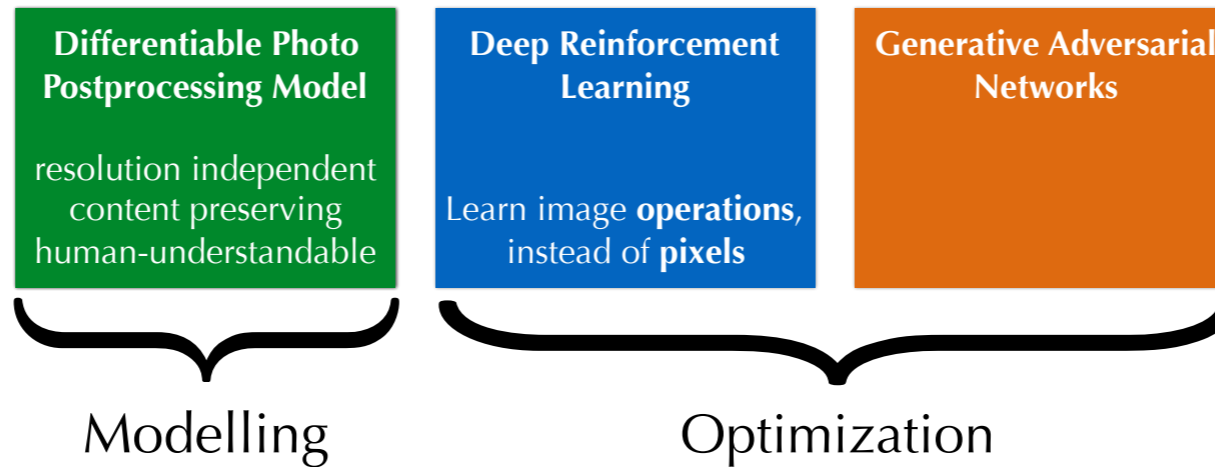 Differentiable Photo
Postprocessing Model
resolution independent
content preserving
human-understandable
Deep Reinforcement
Learning
Learn image operations,
instead of pixels
Generative Adversarial
Networks
Modelling
Optimization